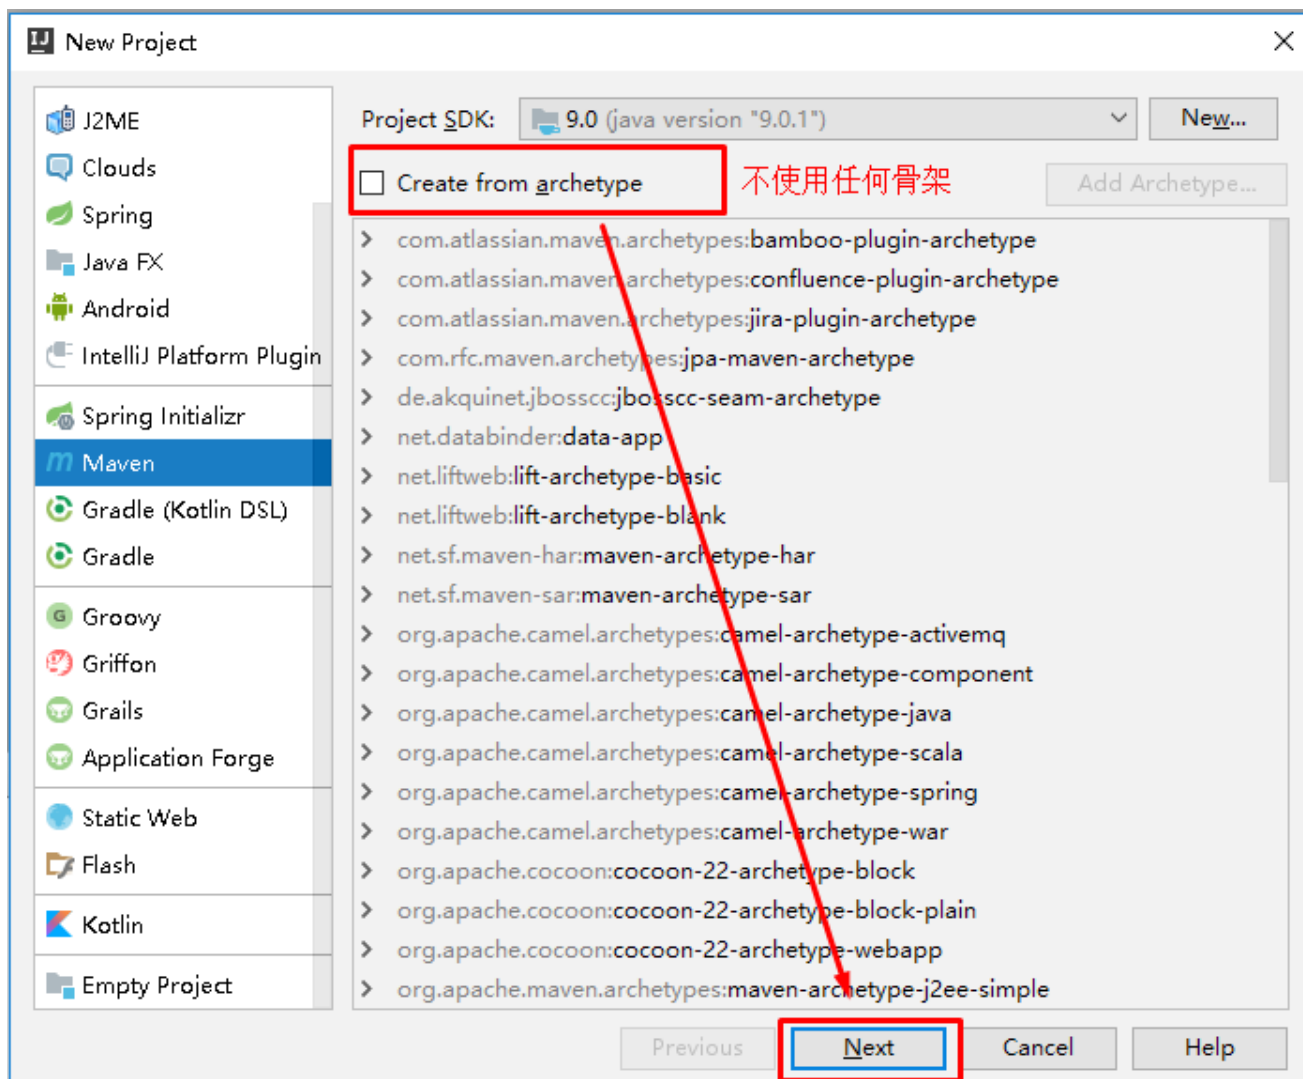 New Project
J2ME
Clouds
Spring
Java FX
Android
IntelliJ Platform Plugin
Spring Initializr
Maven
Gradle (Kotlin DSL)
Gradle
Groovy
Griffon
Grails
Application Forge
Static Web
Flash
Kotlin
Empty Project
Project SDK: 9.0 (java version "9.0.1") New...
Create from archetype 不使用任何骨架 Add Archetype...
com.atlassian.maven.archetypes:bamboo-plugin-archetype
com.atlassian.maven.archetypes:confluence-plugin-archetype
com.atlassian.maven.archetypes:jira-plugin-archetype
com.rfc.maven.archetypes:jpa-maven-archetype
de.akquinet.jbosscc:jbosscc-seam-archetype
net.databinder:data-app
net.liftweb:lift-archetype-basic
net.liftweb:lift-archetype-blank
net.sf.maven-har:maven-archetype-har
net.sf.maven-sar:maven-archetype-sar
org.apache.camel.archetypes:camel-archetype-activemq
org.apache.camel.archetypes:camel-archetype-component
org.apache.camel.archetypes:camel-archetype-java
org.apache.camel.archetypes:camel-archetype-scala
org.apache.camel.archetypes:camel-archetype-spring
org.apache.camel.archetypes:camel-archetype-war
org.apache.cocoon:cocoon-22-archetype-block
org.apache.cocoon:cocoon-22-archetype-block-plain
org.apache.cocoon:cocoon-22-archetype-webapp
org.apache.maven.archetypes:maven-archetype-j2ee-simple
Previous Next Cancel Help